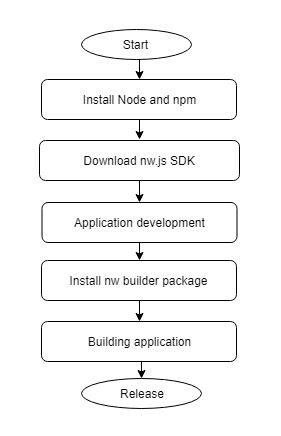 Start
Install Node and npm
Download nw.js SDK
Application development
Install nw builder package
Building application
Release